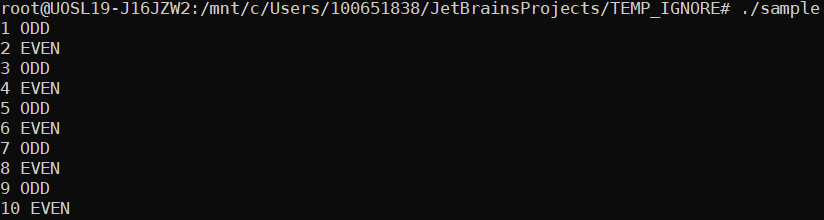 root@UOSL19-J16JZW2:/mnt/c/Users/100651838/JetBrainsProjects/TEMP_IGNORE# ./sample
1 ODD
2 EVEN
3 ODD
4 EVEN
5 ODD
6 EVEN
7 ODD
8 EVEN
9 ODD
10 EVEN